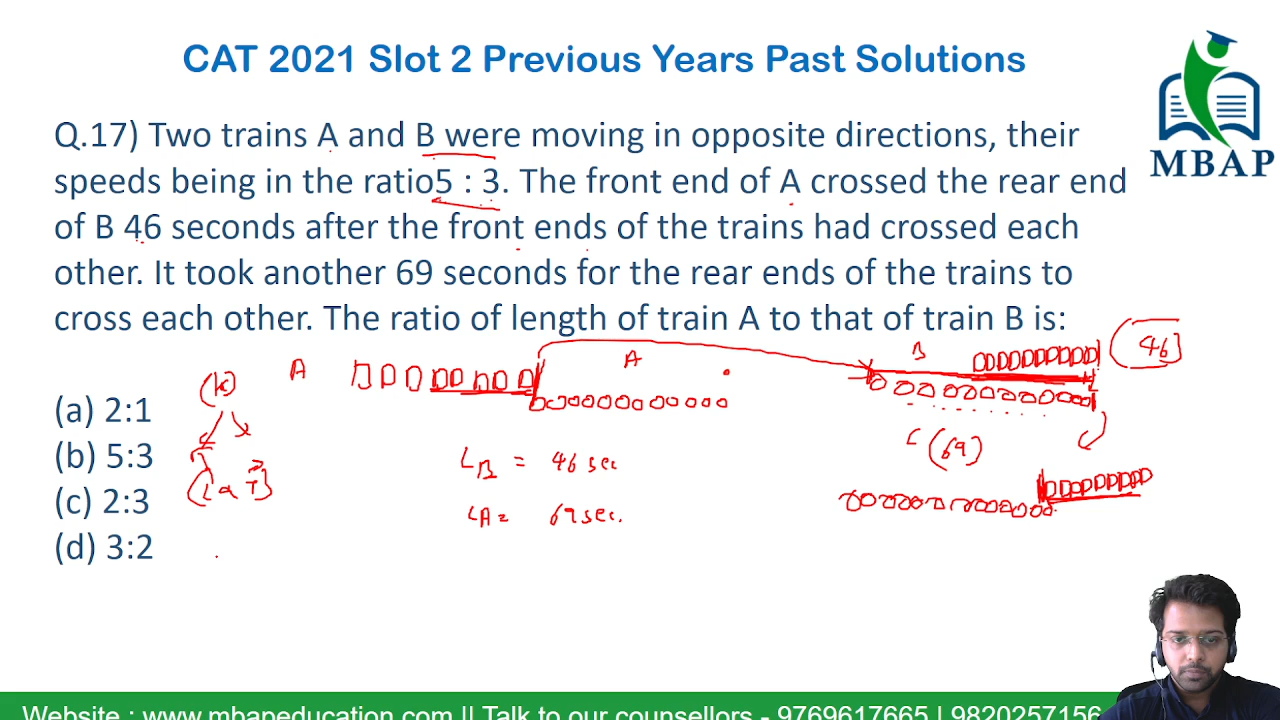 CAT 2021 Slot 2 Previous Years Past Solutions
MBAP
Q.17) Two trains A and B were moving in opposite directions, their
speeds being in the ratio5 : 3. The front end of A crossed the rear end
of B 46 seconds after the front ends of the trains had crossed each
other. It took another 69 seconds for the rear ends of the trains to
cross each other. The ratio of length of train A to that of train B is:
(a) 2:1
(b) 5:3
(c) 2:3
(d) 3:2
A
A
B
46
(69)
LB = 46 sec
LA = 69 sec.
Website : www.mbapeducation.com || Talk to our counsellors - 9769617665 | 9820257156